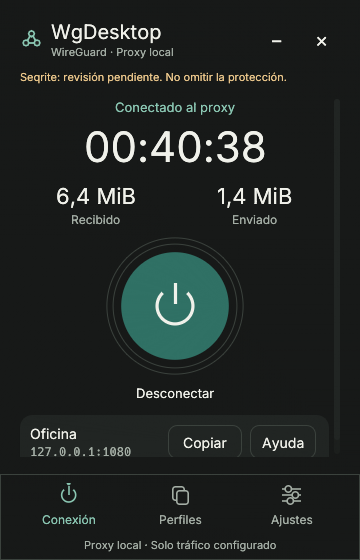 WgDesktop
WireGuard · Proxy local
Seqrite: revisión pendiente. No omitir la protección.
Conectado al proxy
00:40:38
6,4 MiB 1,4 MiB
Recibido Enviado
Desconectar
Oficina
127.0.0.1:1080
Copiar Ayuda
Conexión Perfiles Ajustes
Proxy local · Solo tráfico configurado